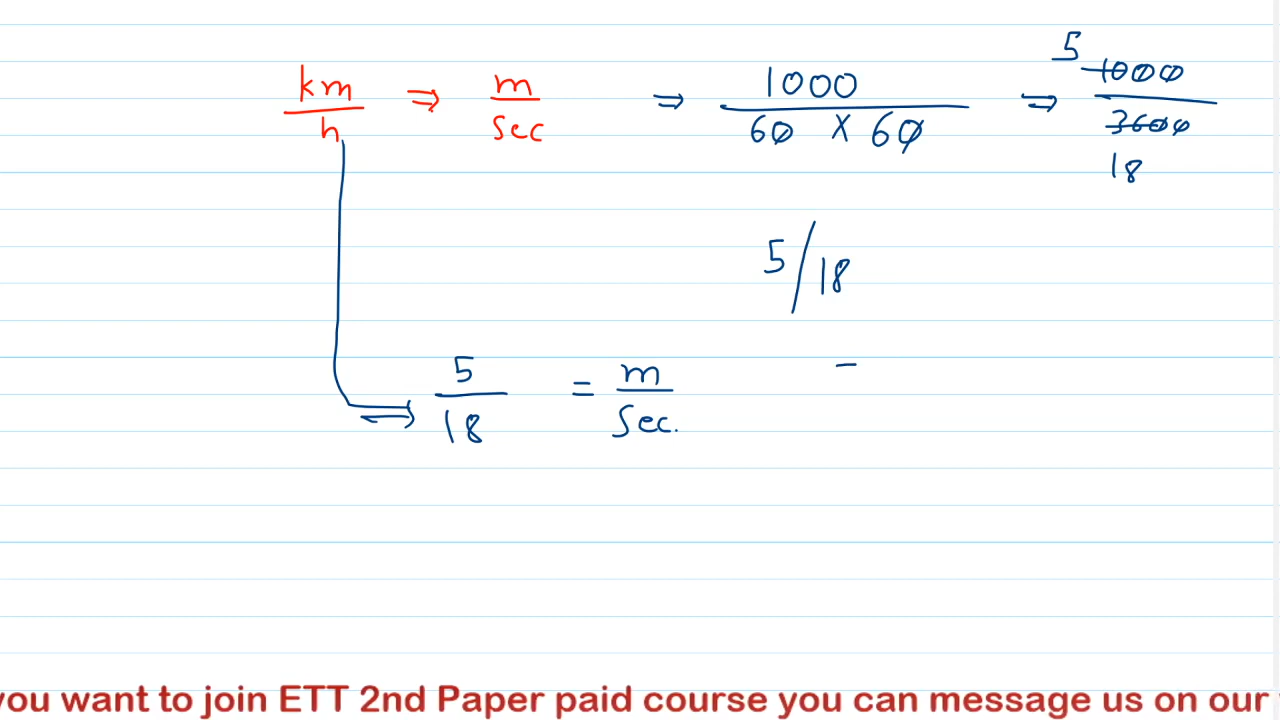 km/h ⇒ m/sec ⇒ 1000/60 X 60 ⇒ 5 1000/3600 18
5/18
⇒ 5/18 = m/Sec.
you want to join ETT 2nd Paper paid course you can message us on our